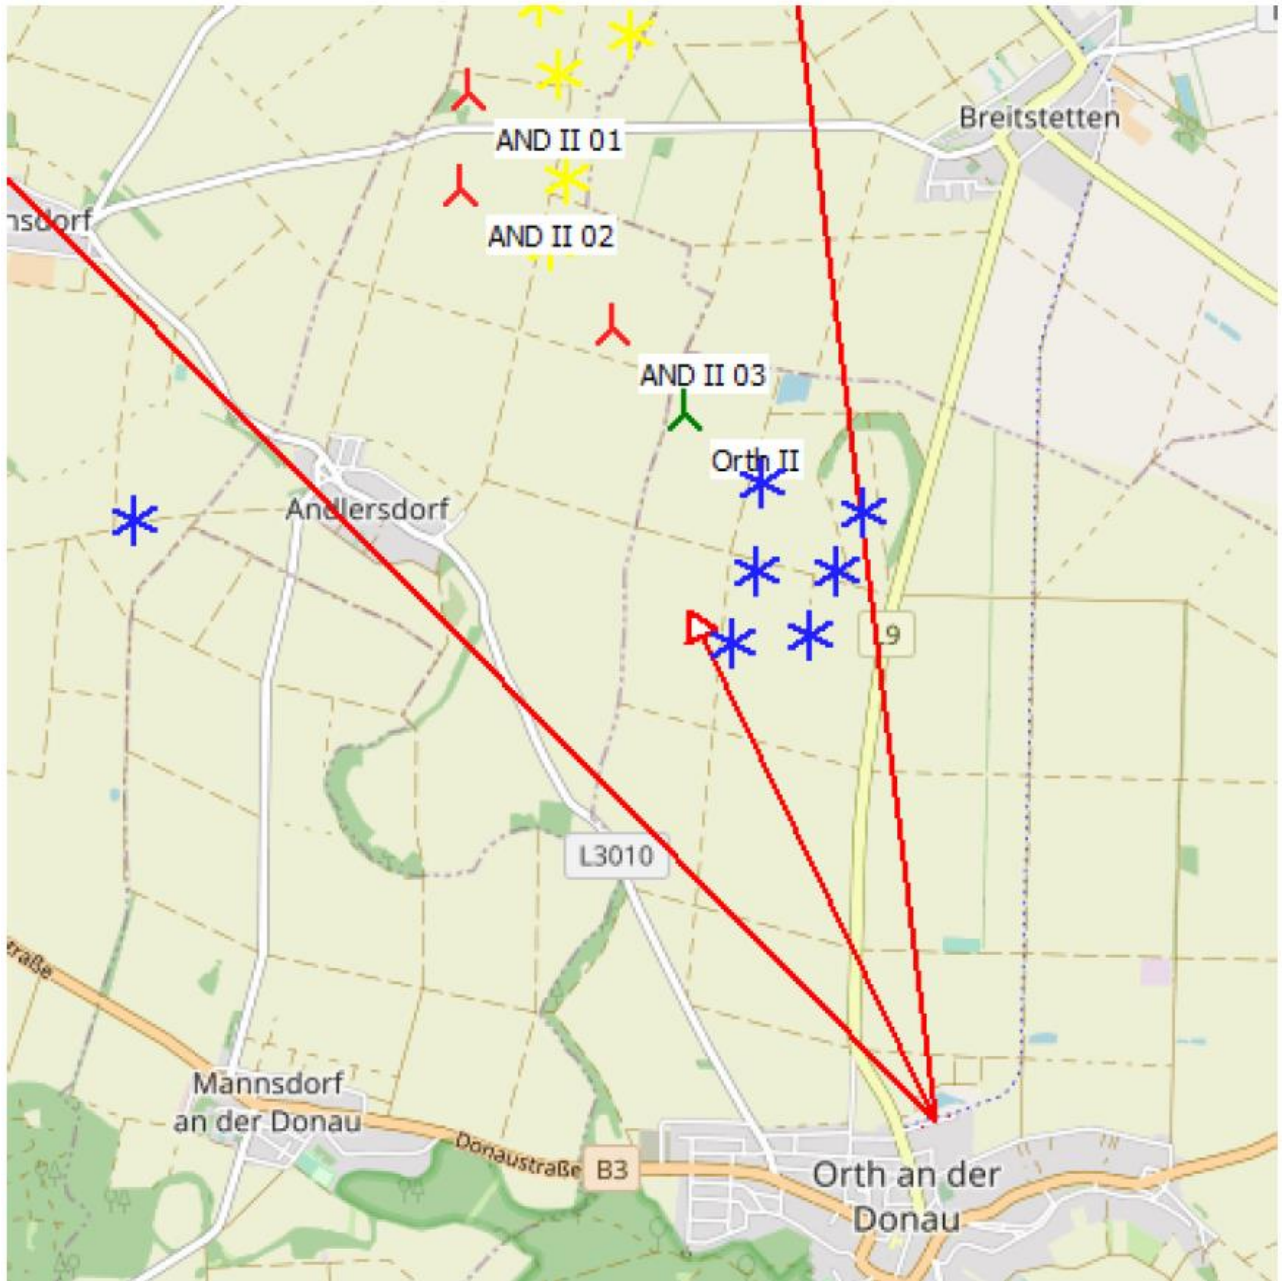 Breitstetten
AND II 01
nsdorf
AND II 02
AND II 03
Orth II
Andlersdorf
L9
L3010
straße
Mannsdorf
an der Donau
Donaustraße
B3
Orth an der
Donau